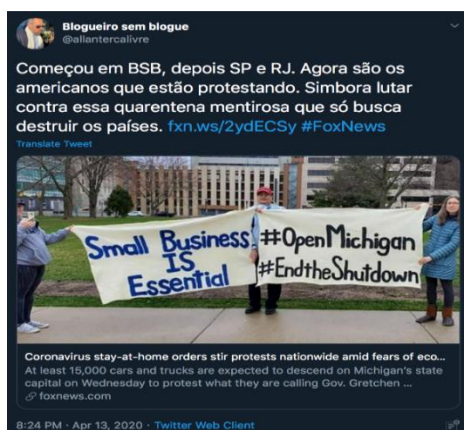 Blogueiro sem blogue
@allantercalivre
Começou em BSB, depois SP e RJ. Agora são os
americanos que estão protestando. Simbora lutar
contra essa quarentena mentirosa que só busca
destruir os países. fxn.ws/2ydECSy #FoxNews
Translate Tweet
Small Business
IS
Essential
#OpenMichigan
#EndtheShutdown
Coronavirus stay-at-home orders stir protests nationwide amid fears of eco...
At least 15,000 cars and trucks are expected to descend on Michigan's state
capital on Wednesday to protest what they are calling Gov. Gretchen ...
foxnews.com
8:24 PM · Apr 13, 2020 · Twitter Web Client